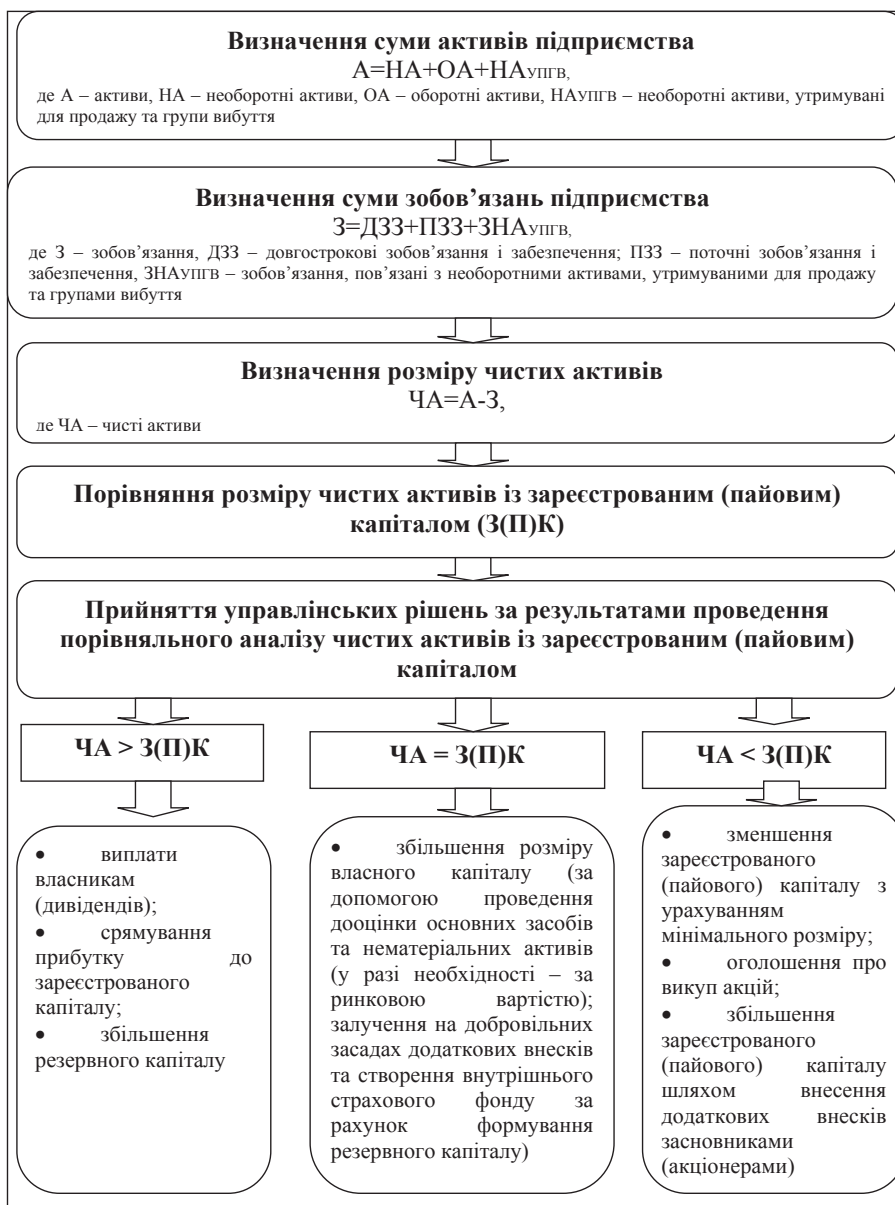 Визначення суми активів підприємства
А=НА+ОА+НАУПГВ,
де А – активи, НА – необоротні активи, ОА – оборотні активи, НАУПГВ – необоротні активи, утримувані
для продажу та групи вибуття
Визначення суми зобов’язань підприємства
З=ДЗЗ+ПЗЗ+ЗНАУПГВ,
де З – зобов’язання, ДЗЗ – довгострокові зобов’язання і забезпечення; ПЗЗ – поточні зобов’язання і
забезпечення, ЗНАУПГВ – зобов’язання, пов’язані з необоротними активами, утримуваними для продажу
та групами вибуття
Визначення розміру чистих активів
ЧА=А-З,
де ЧА – чисті активи
Порівняння розміру чистих активів із зареєстрованим (пайовим)
капіталом (З(П)К)
Прийняття управлінських рішень за результатами проведення
порівняльного аналізу чистих активів із зареєстрованим (пайовим)
капіталом
ЧА > З(П)К
• виплати
власникам
(дивідендів);
• срямування
прибутку до
зареєстрованого
капіталу;
• збільшення
резервного капіталу
ЧА = З(П)К
• збільшення розміру
власного капіталу (за
допомогою проведення
дооцінки основних засобів
та нематеріальних активів
(у разі необхідності – за
ринковою вартістю);
залучення на добровільних
засадах додаткових внесків
та створення внутрішнього
страхового фонду за
рахунок формування
резервного капіталу)
ЧА < З(П)К
• зменшення
зареєстрованого
(пайового) капіталу з
урахуванням
мінімального розміру;
• оголошення про
викуп акцій;
• збільшення
зареєстрованого
(пайового) капіталу
шляхом внесення
додаткових внесків
засновниками
(акціонерами)